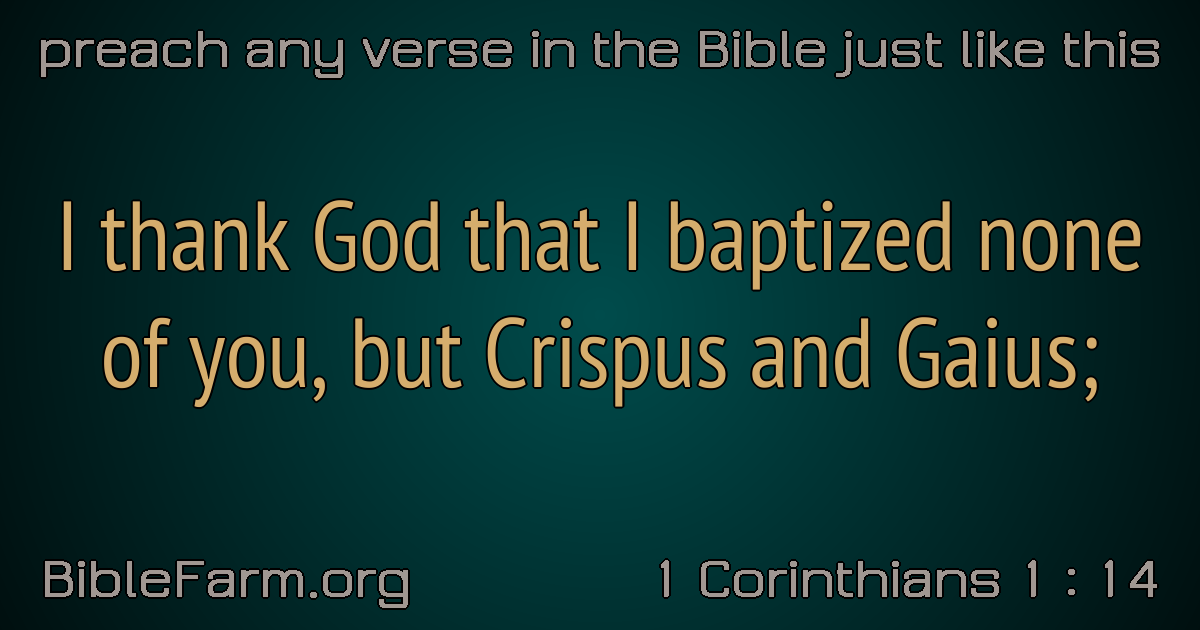 preach any verse in the Bible just like this
I thank God that I baptized none
of you, but Crispus and Gaius;
BibleFarm.org
1 Corinthians 1 : 14